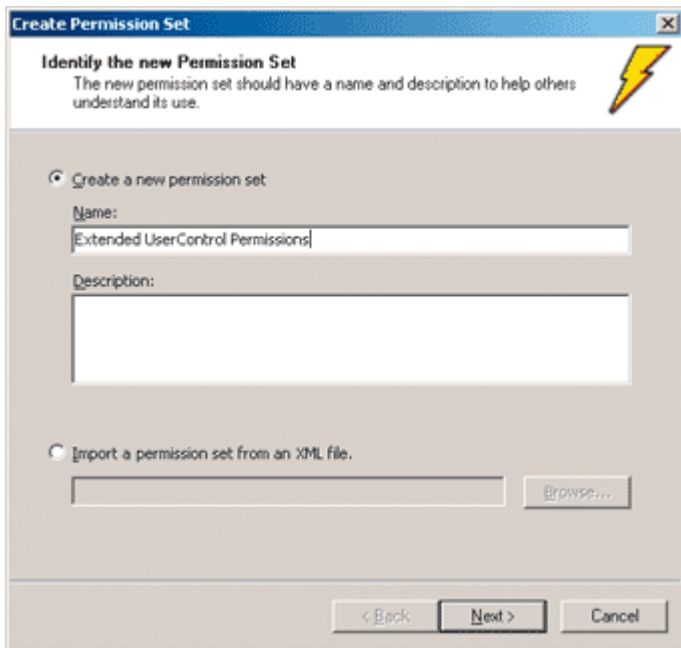 Create Permission Set
Identify the new Permission Set
The new permission set should have a name and description to help others
understand its use.
Create a new permission set
Name:
Extended UserControl Permissions
Description:
Import a permission set from an XML file.
Browse...
< Back
Next >
Cancel